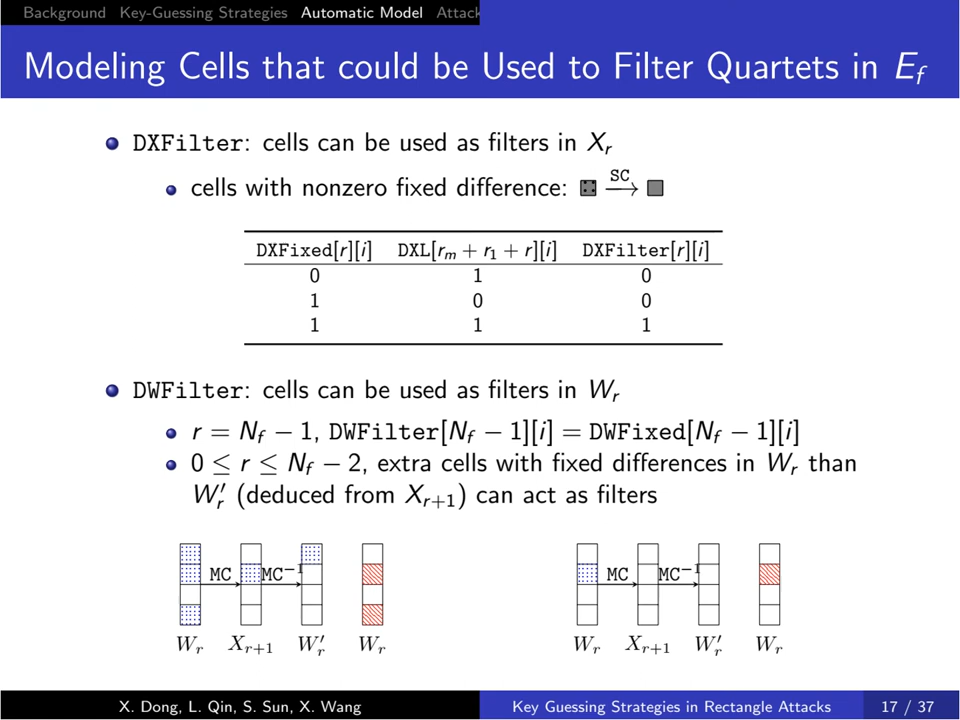 Background Key-Guessing Strategies Automatic Model Attack
Modeling Cells that could be Used to Filter Quartets in E_f
DXFilter: cells can be used as filters in X_r
cells with nonzero fixed difference: SC →
DXFixed[r][i] DXL[r_m + r_1 + r][i] DXFilter[r][i]
0 1 0
1 0 0
1 1 1
DWFilter: cells can be used as filters in W_r
r = N_f − 1, DWFilter[N_f − 1][i] = DWFixed[N_f − 1][i]
0 ≤ r ≤ N_f − 2, extra cells with fixed differences in W_r than
W′_r (deduced from X_{r+1}) can act as filters
MC MC⁻¹ MC MC⁻¹
W_r X_{r+1} W′_r W_r W_r X_{r+1} W′_r W_r
X. Dong, L. Qin, S. Sun, X. Wang Key Guessing Strategies in Rectangle Attacks 17 / 37